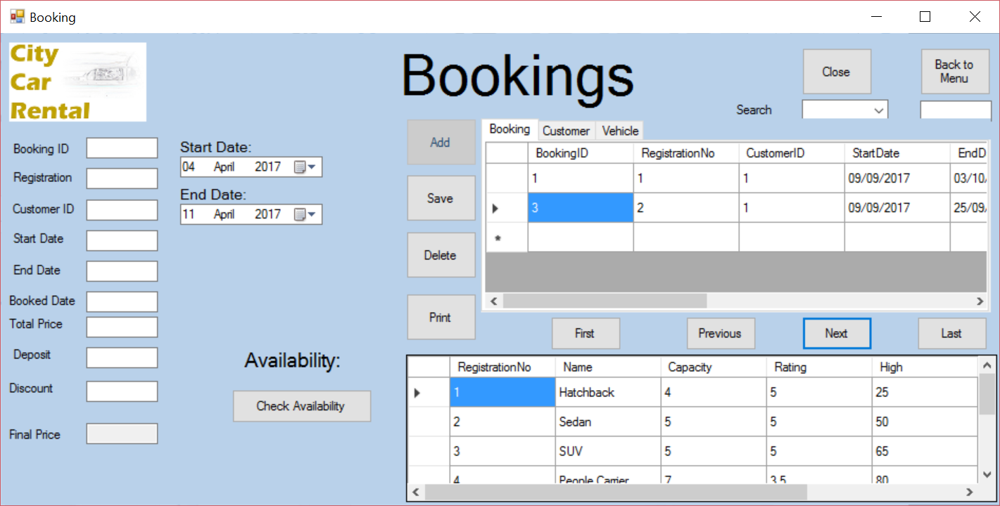 Booking
City
Car
Rental
Bookings
Close
Back to
Menu
Search
Booking ID
Registration
Customer ID
Start Date
End Date
Booked Date
Total Price
Deposit
Discount
Final Price
Start Date:
04 April 2017
End Date:
11 April 2017
Availability:
Check Availability
Add
Save
Delete
Print
Booking Customer Vehicle
BookingID RegistrationNo CustomerID StartDate EndD
1 1 1 09/09/2017 03/10/
3 2 1 09/09/2017 25/09/
*
First Previous Next Last
RegistrationNo Name Capacity Rating High
1 Hatchback 4 5 25
2 Sedan 5 5 50
3 SUV 5 5 65
4 People Carrier 7 3.5 80